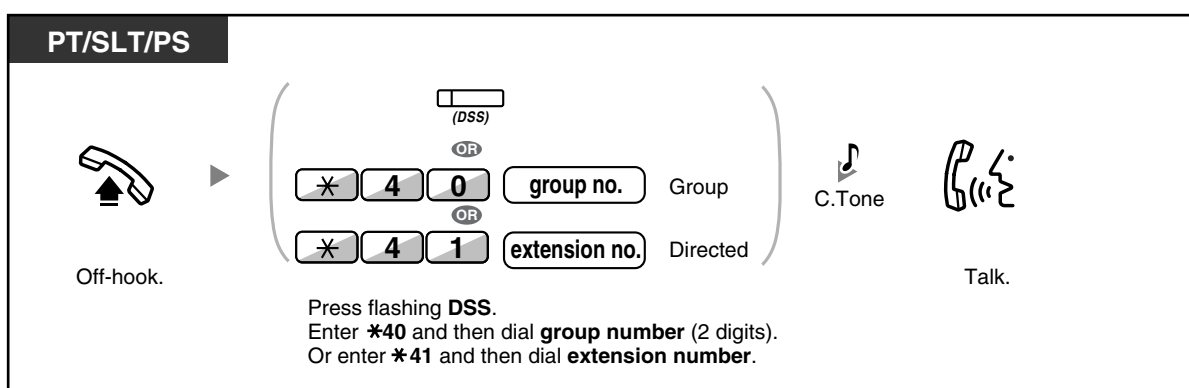 PT/SLT/PS
(DSS)
OR
* 4 0 group no. Group
OR
* 4 1 extension no. Directed
C.Tone
Off-hook.
Talk.
Press flashing DSS.
Enter *40 and then dial group number (2 digits).
Or enter *41 and then dial extension number.